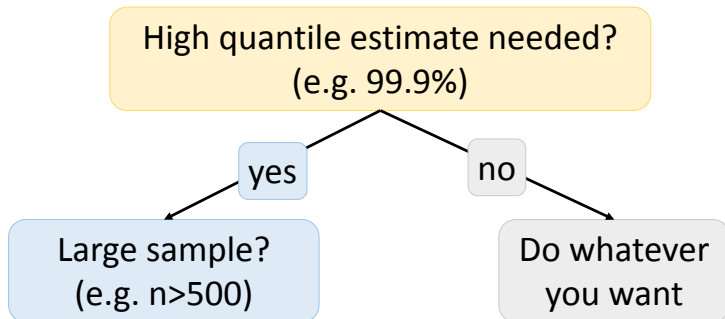 High quantile estimate needed?
(e.g. 99.9%)
yes
no
Large sample?
(e.g. n>500)
Do whatever
you want